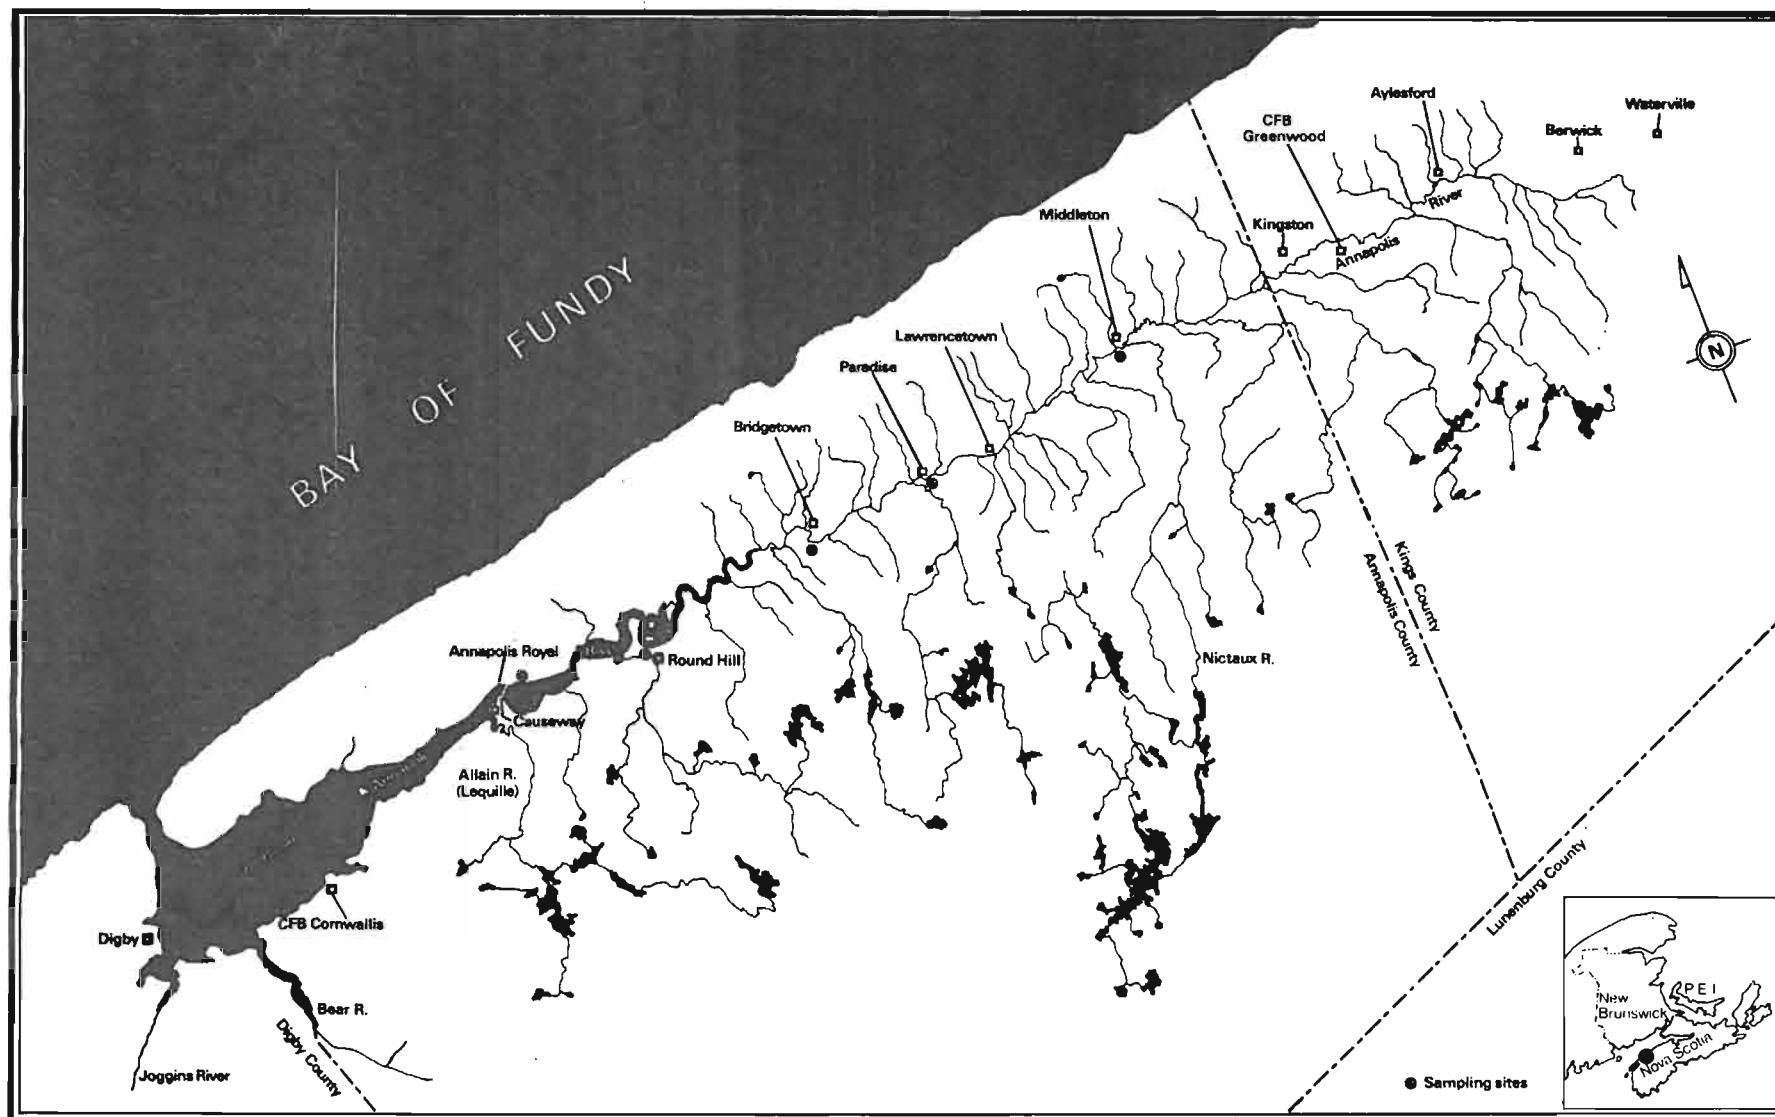 Aylesford
Waterville
CFB
Greenwood
Berwick
River
Middleton
Kingston
Annapolis
BAY OF FUNDY
N
Lawrencetown
Paradise
Bridgetown
Kings County
Annapolis County
Annapolis Royal
Round Hill
Nictaux R.
Causeway
Allain R.
(Lequille)
Lunenburg County
CFB Cornwallis
Digby
Bear R.
Digby County
Joggins River
PEI
New
Brunswick
Nova Scotia
Sampling sites